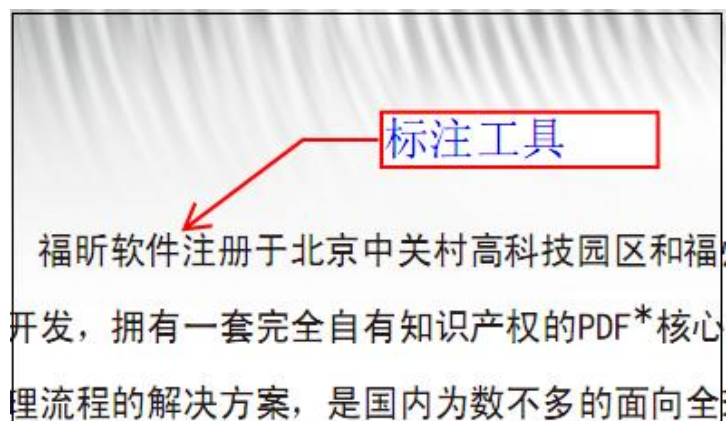 标注工具
福昕软件注册于北京中关村高科技园区和福
开发，拥有一套完全自有知识产权的PDF*核心
理流程的解决方案，是国内为数不多的面向全